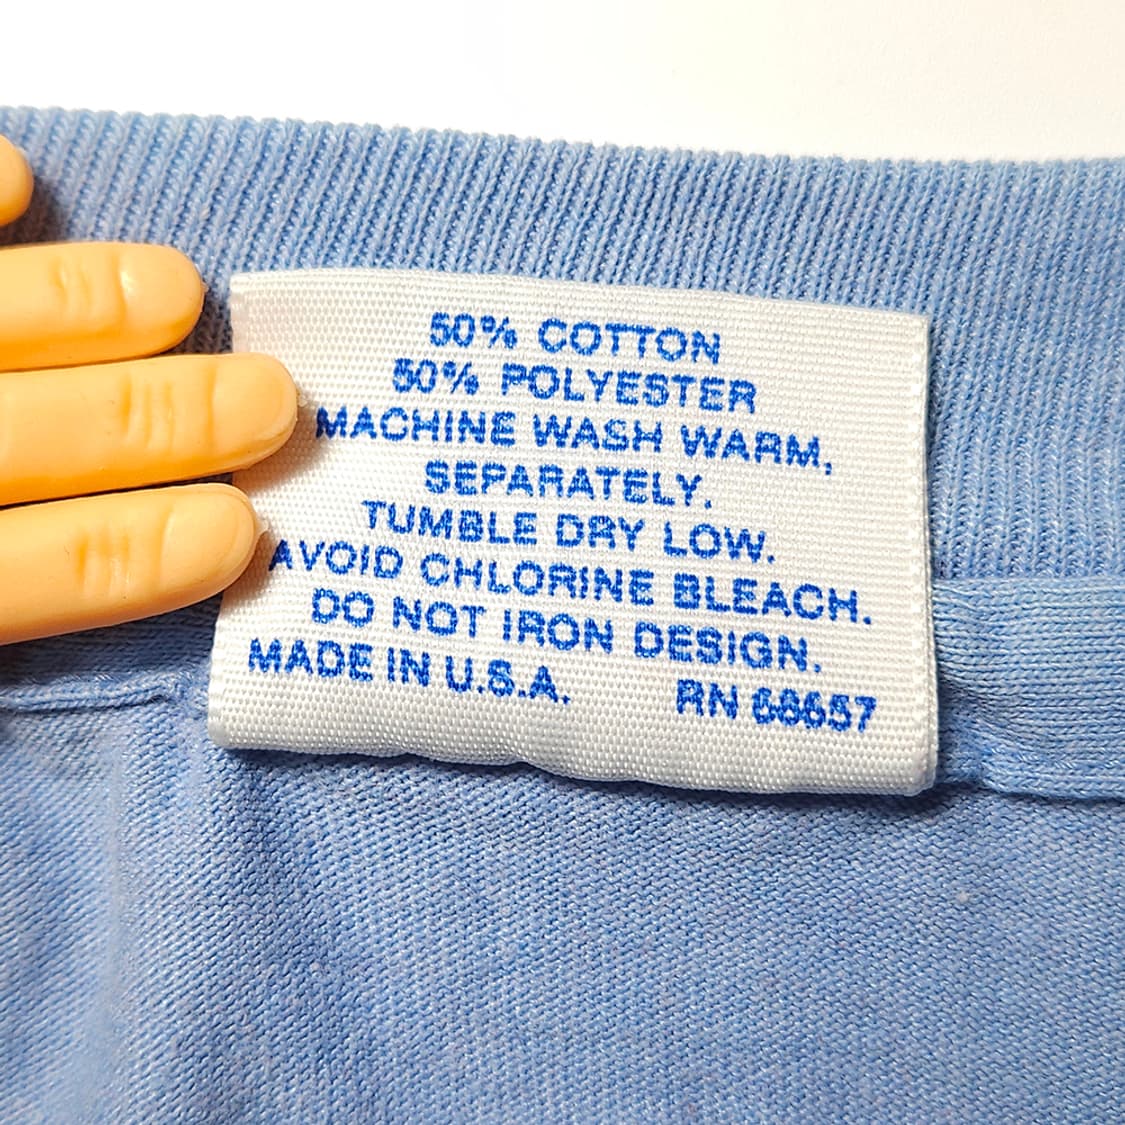 50% COTTON
50% POLYESTER
MACHINE WASH WARM,
SEPARATELY.
TUMBLE DRY LOW.
AVOID CHLORINE BLEACH.
DO NOT IRON DESIGN.
MADE IN U.S.A. RN 68657